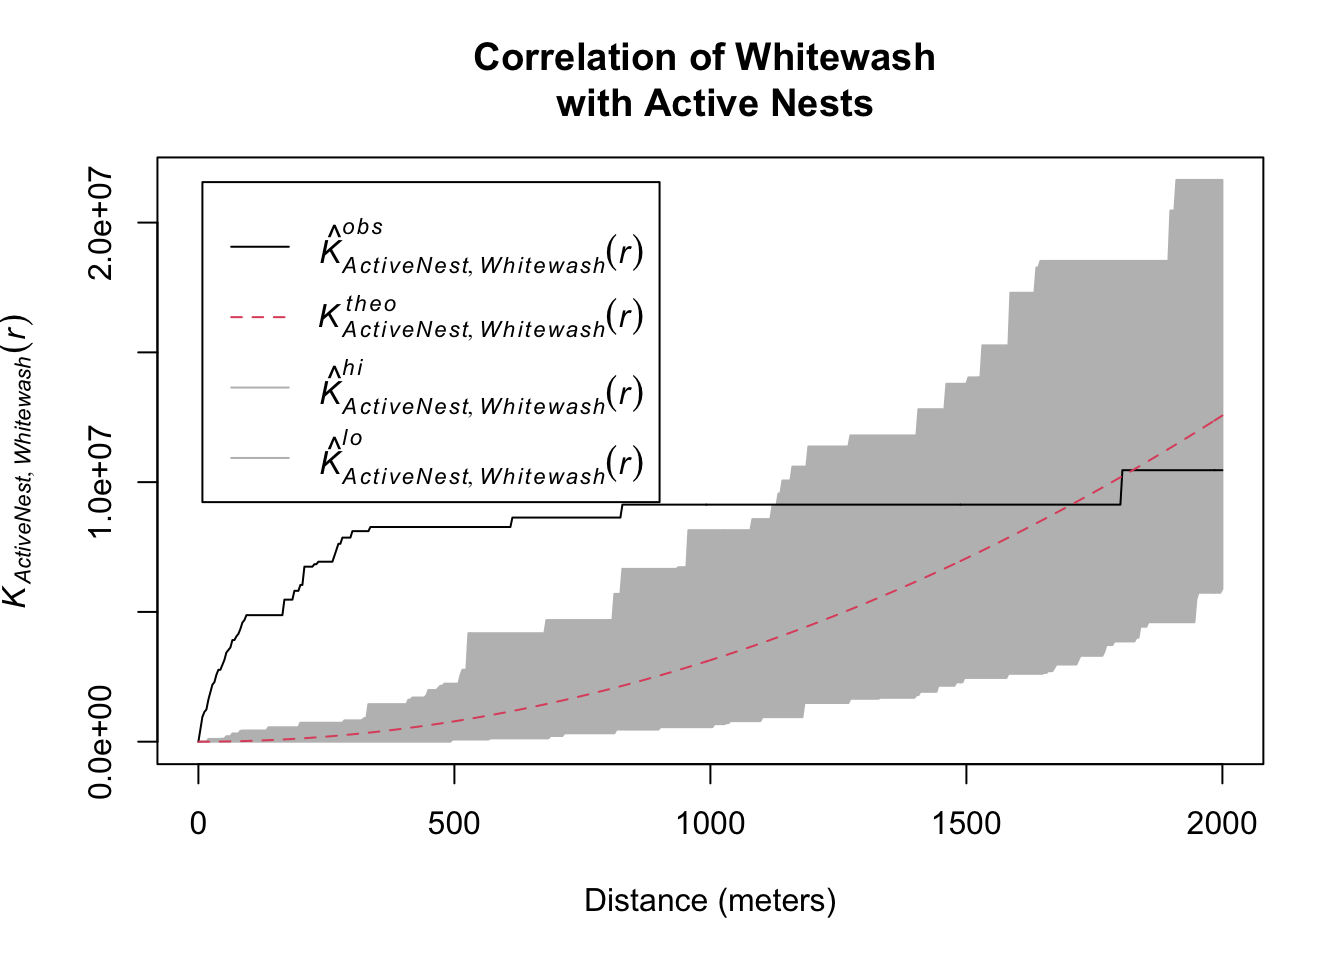 Correlation of Whitewash
with Active Nests
K̂^obs_ActiveNest, Whitewash(r)
K^theo_ActiveNest, Whitewash(r)
K̂^hi_ActiveNest, Whitewash(r)
K̂^lo_ActiveNest, Whitewash(r)
K_ActiveNest, Whitewash(r)
2.0e+07
1.0e+07
0.0e+00
0 500 1000 1500 2000
Distance (meters)